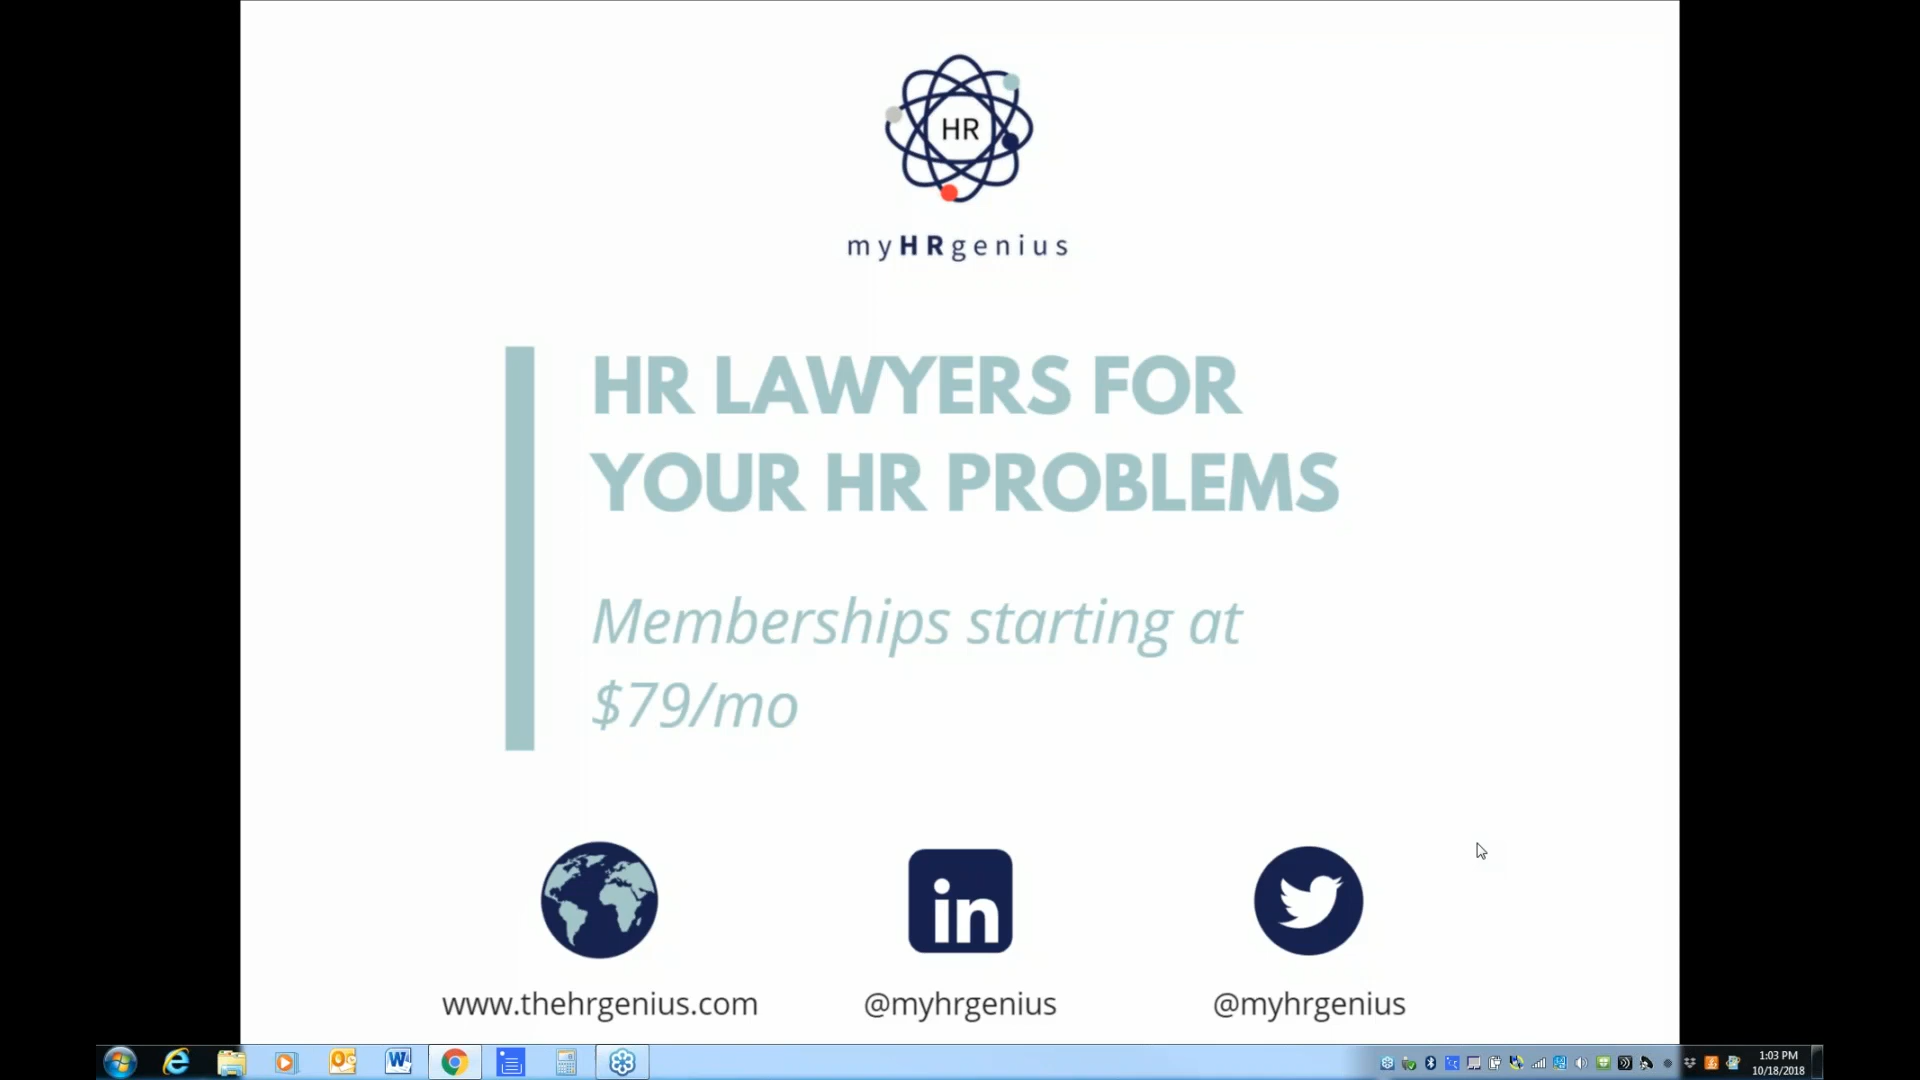 HR
myHRgenius
HR LAWYERS FOR
YOUR HR PROBLEMS
Memberships starting at
$79/mo
in
www.thehrgenius.com
@myhrgenius
@myhrgenius
1:03 PM
10/18/2018